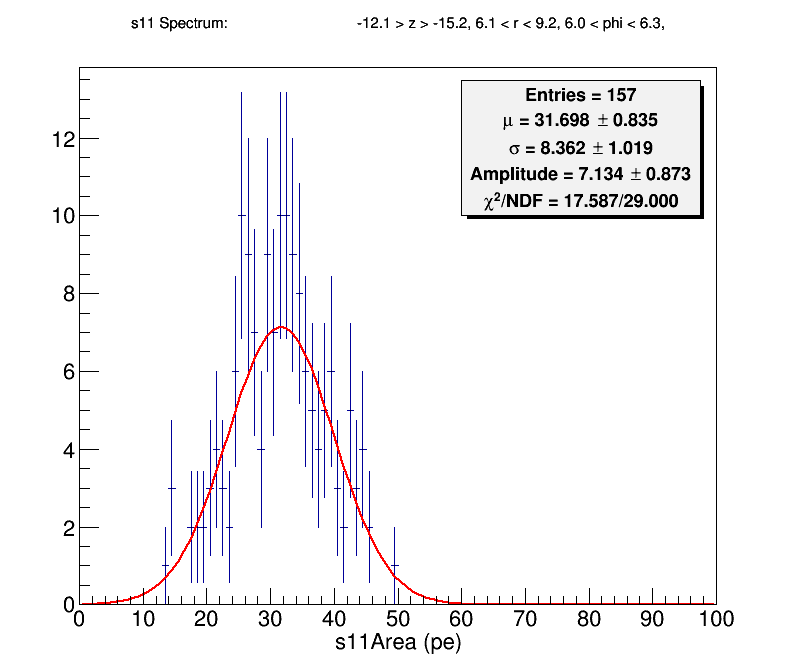 s11 Spectrum: -12.1 > z > -15.2, 6.1 < r < 9.2, 6.0 < phi < 6.3,
Entries = 157
μ = 31.698 ± 0.835
σ = 8.362 ± 1.019
Amplitude = 7.134 ± 0.873
χ²/NDF = 17.587/29.000
12
10
8
6
4
2
0
0 10 20 30 40 50 60 70 80 90 100
s11Area (pe)